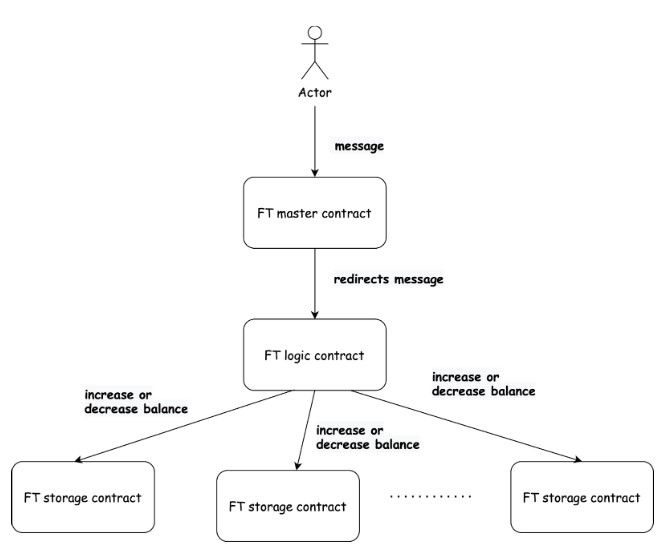 Actor
message
FT master contract
redirects message
FT logic contract
increase or
decrease balance
increase or
decrease balance
increase or
decrease balance
FT storage contract
FT storage contract
............
FT storage contract